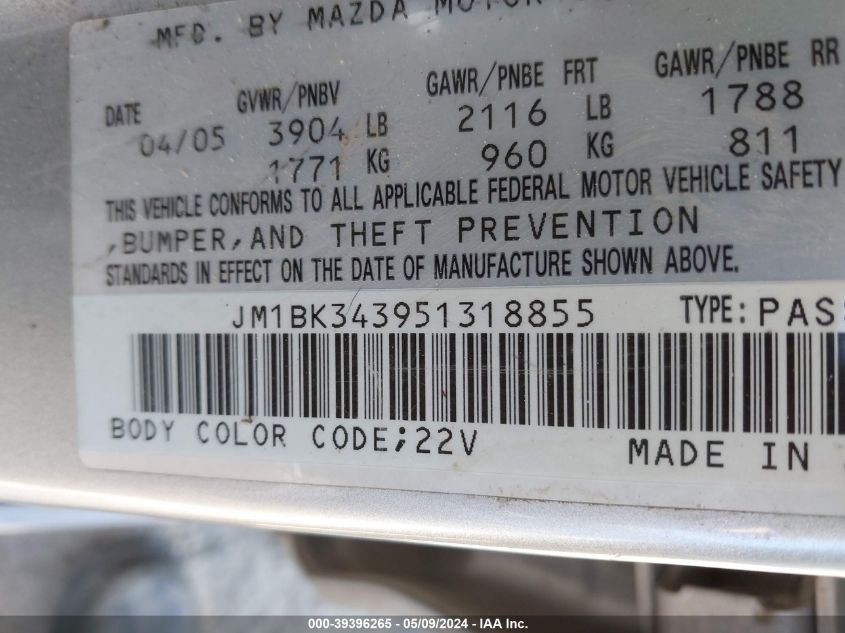 MFD. BY MAZDA MOTOR
DATE GVWR/PNBV GAWR/PNBE FRT GAWR/PNBE RR
04/05 3904 LB 2116 LB 1788
1771 KG 960 KG 811
THIS VEHICLE CONFORMS TO ALL APPLICABLE FEDERAL MOTOR VEHICLE SAFETY
,BUMPER,AND THEFT PREVENTION
STANDARDS IN EFFECT ON THE DATE OF MANUFACTURE SHOWN ABOVE.
JM1BK343951318855 TYPE:PASS
BODY COLOR CODE;22V MADE IN
000-39396265 - 05/09/2024 - IAA Inc.